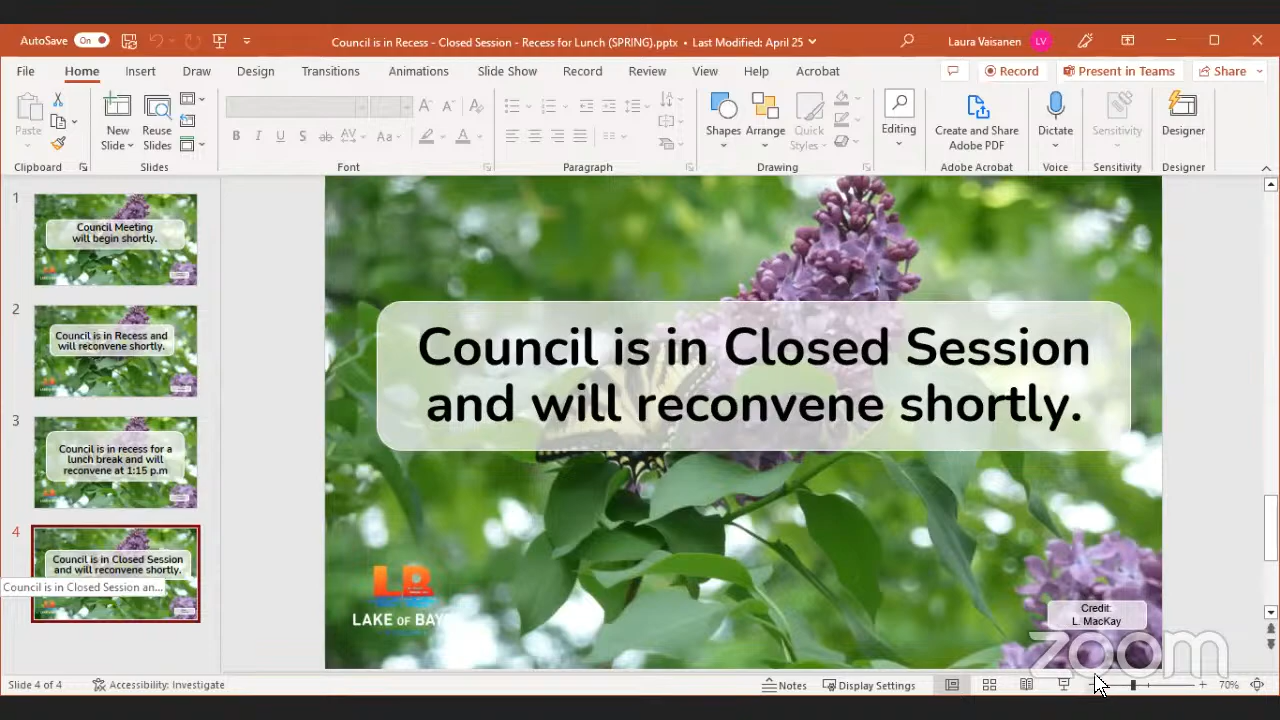 AutoSave On
Council is in Recess - Closed Session - Recess for Lunch (SPRING).pptx • Last Modified: April 25
Laura Vaisanen LV
File Home Insert Draw Design Transitions Animations Slide Show Record Review View Help Acrobat
Record Present in Teams Share
Paste
New
Slide
Reuse
Slides
B I U S ab AV Aa A
Shapes
Arrange
Quick
Styles
Editing
Create and Share
Adobe PDF
Dictate
Sensitivity
Designer
Clipboard Slides Font Paragraph Drawing Adobe Acrobat Voice Sensitivity Designer
1
Council Meeting
will begin shortly.
2
Council is in Recess and
will reconvene shortly.
3
Council is in recess for a
lunch break and will
reconvene at 1:15 p.m
4
Council is in Closed Session
and will reconvene shortly.
Council is in Closed Session an...
Council is in Closed Session
and will reconvene shortly.
LB
LAKE OF BAY
Credit:
L. MacKay
zoom
Slide 4 of 4 Accessibility: Investigate Notes Display Settings 70%